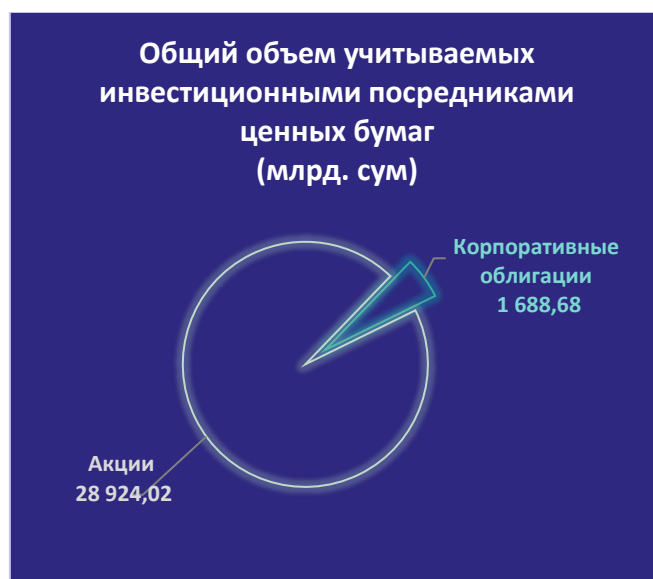 Общий объем учитываемых
инвестиционными посредниками
ценных бумаг
(млрд. сум)
Корпоративные
облигации
1 688,68
Акции
28 924,02